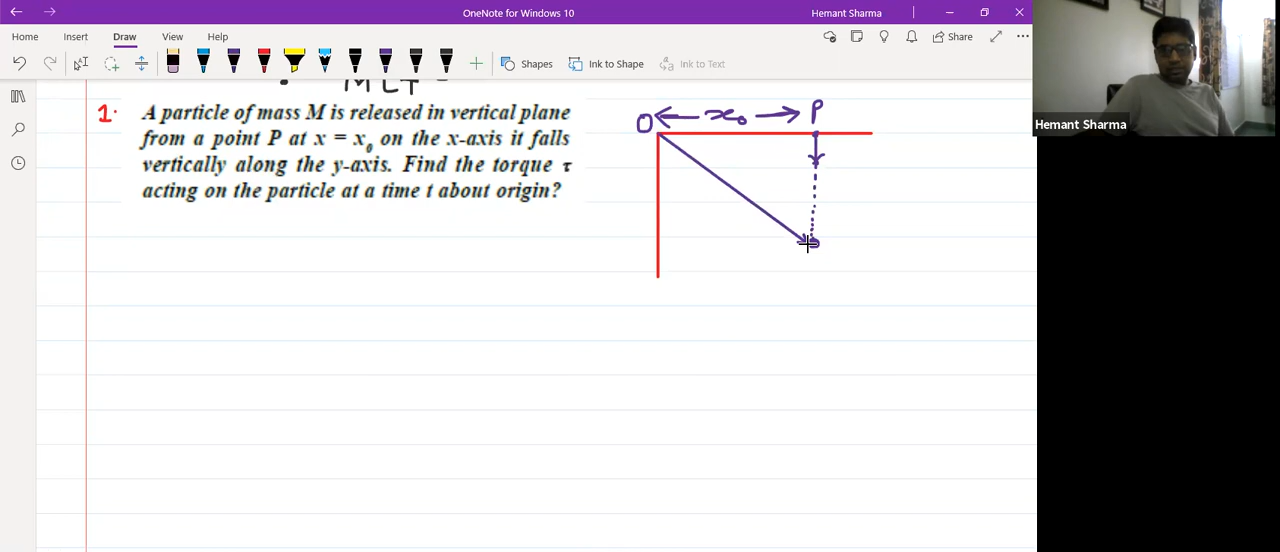 OneNote for Windows 10
Hemant Sharma
Home Insert Draw View Help
Share
Shapes
Ink to Shape
Ink to Text
1.
A particle of mass M is released in vertical plane
from a point P at x = x₀ on the x-axis it falls
vertically along the y-axis. Find the torque τ
acting on the particle at a time t about origin?
O x₀ P
Hemant Sharma